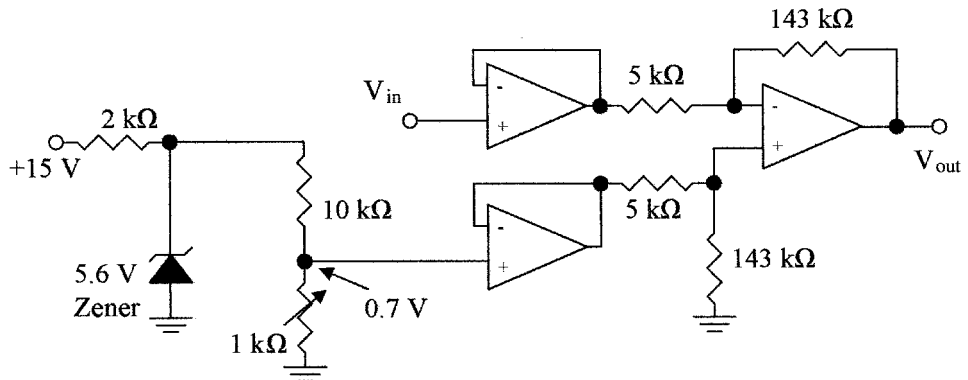 143 kΩ
5 kΩ
V_in
-
+
-
+
V_out
2 kΩ
+15 V
10 kΩ
5 kΩ
-
+
5.6 V
Zener
0.7 V
143 kΩ
1 kΩ